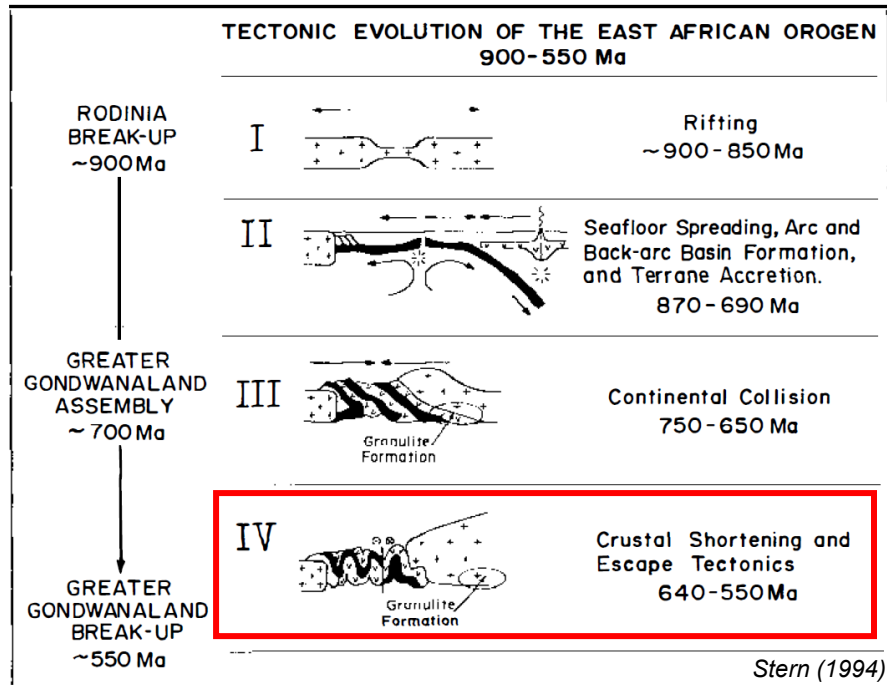 TECTONIC EVOLUTION OF THE EAST AFRICAN OROGEN
900-550 Ma
RODINIA
BREAK-UP
~900 Ma
I
Rifting
~900-850 Ma
II
Seafloor Spreading, Arc and
Back-arc Basin Formation,
and Terrane Accretion.
870-690 Ma
GREATER
GONDWANALAND
ASSEMBLY
~ 700 Ma
III
Granulite
Formation
Continental Collision
750-650 Ma
IV
Granulite
Formation
Crustal Shortening and
Escape Tectonics
640-550 Ma
GREATER
GONDWANALAND
BREAK-UP
~550 Ma
Stern (1994)